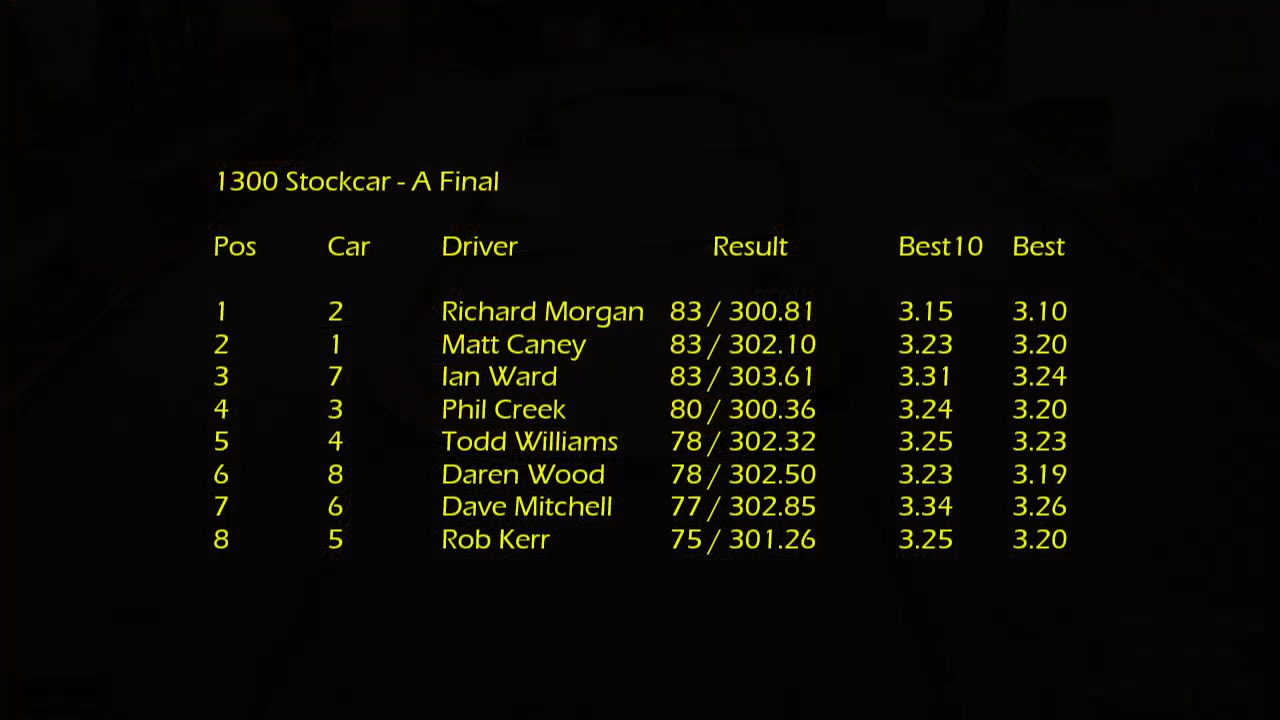 1300 Stockcar - A Final
Pos Car Driver Result Best10 Best
1 2 Richard Morgan 83 / 300.81 3.15 3.10
2 1 Matt Caney 83 / 302.10 3.23 3.20
3 7 Ian Ward 83 / 303.61 3.31 3.24
4 3 Phil Creek 80 / 300.36 3.24 3.20
5 4 Todd Williams 78 / 302.32 3.25 3.23
6 8 Daren Wood 78 / 302.50 3.23 3.19
7 6 Dave Mitchell 77 / 302.85 3.34 3.26
8 5 Rob Kerr 75 / 301.26 3.25 3.20